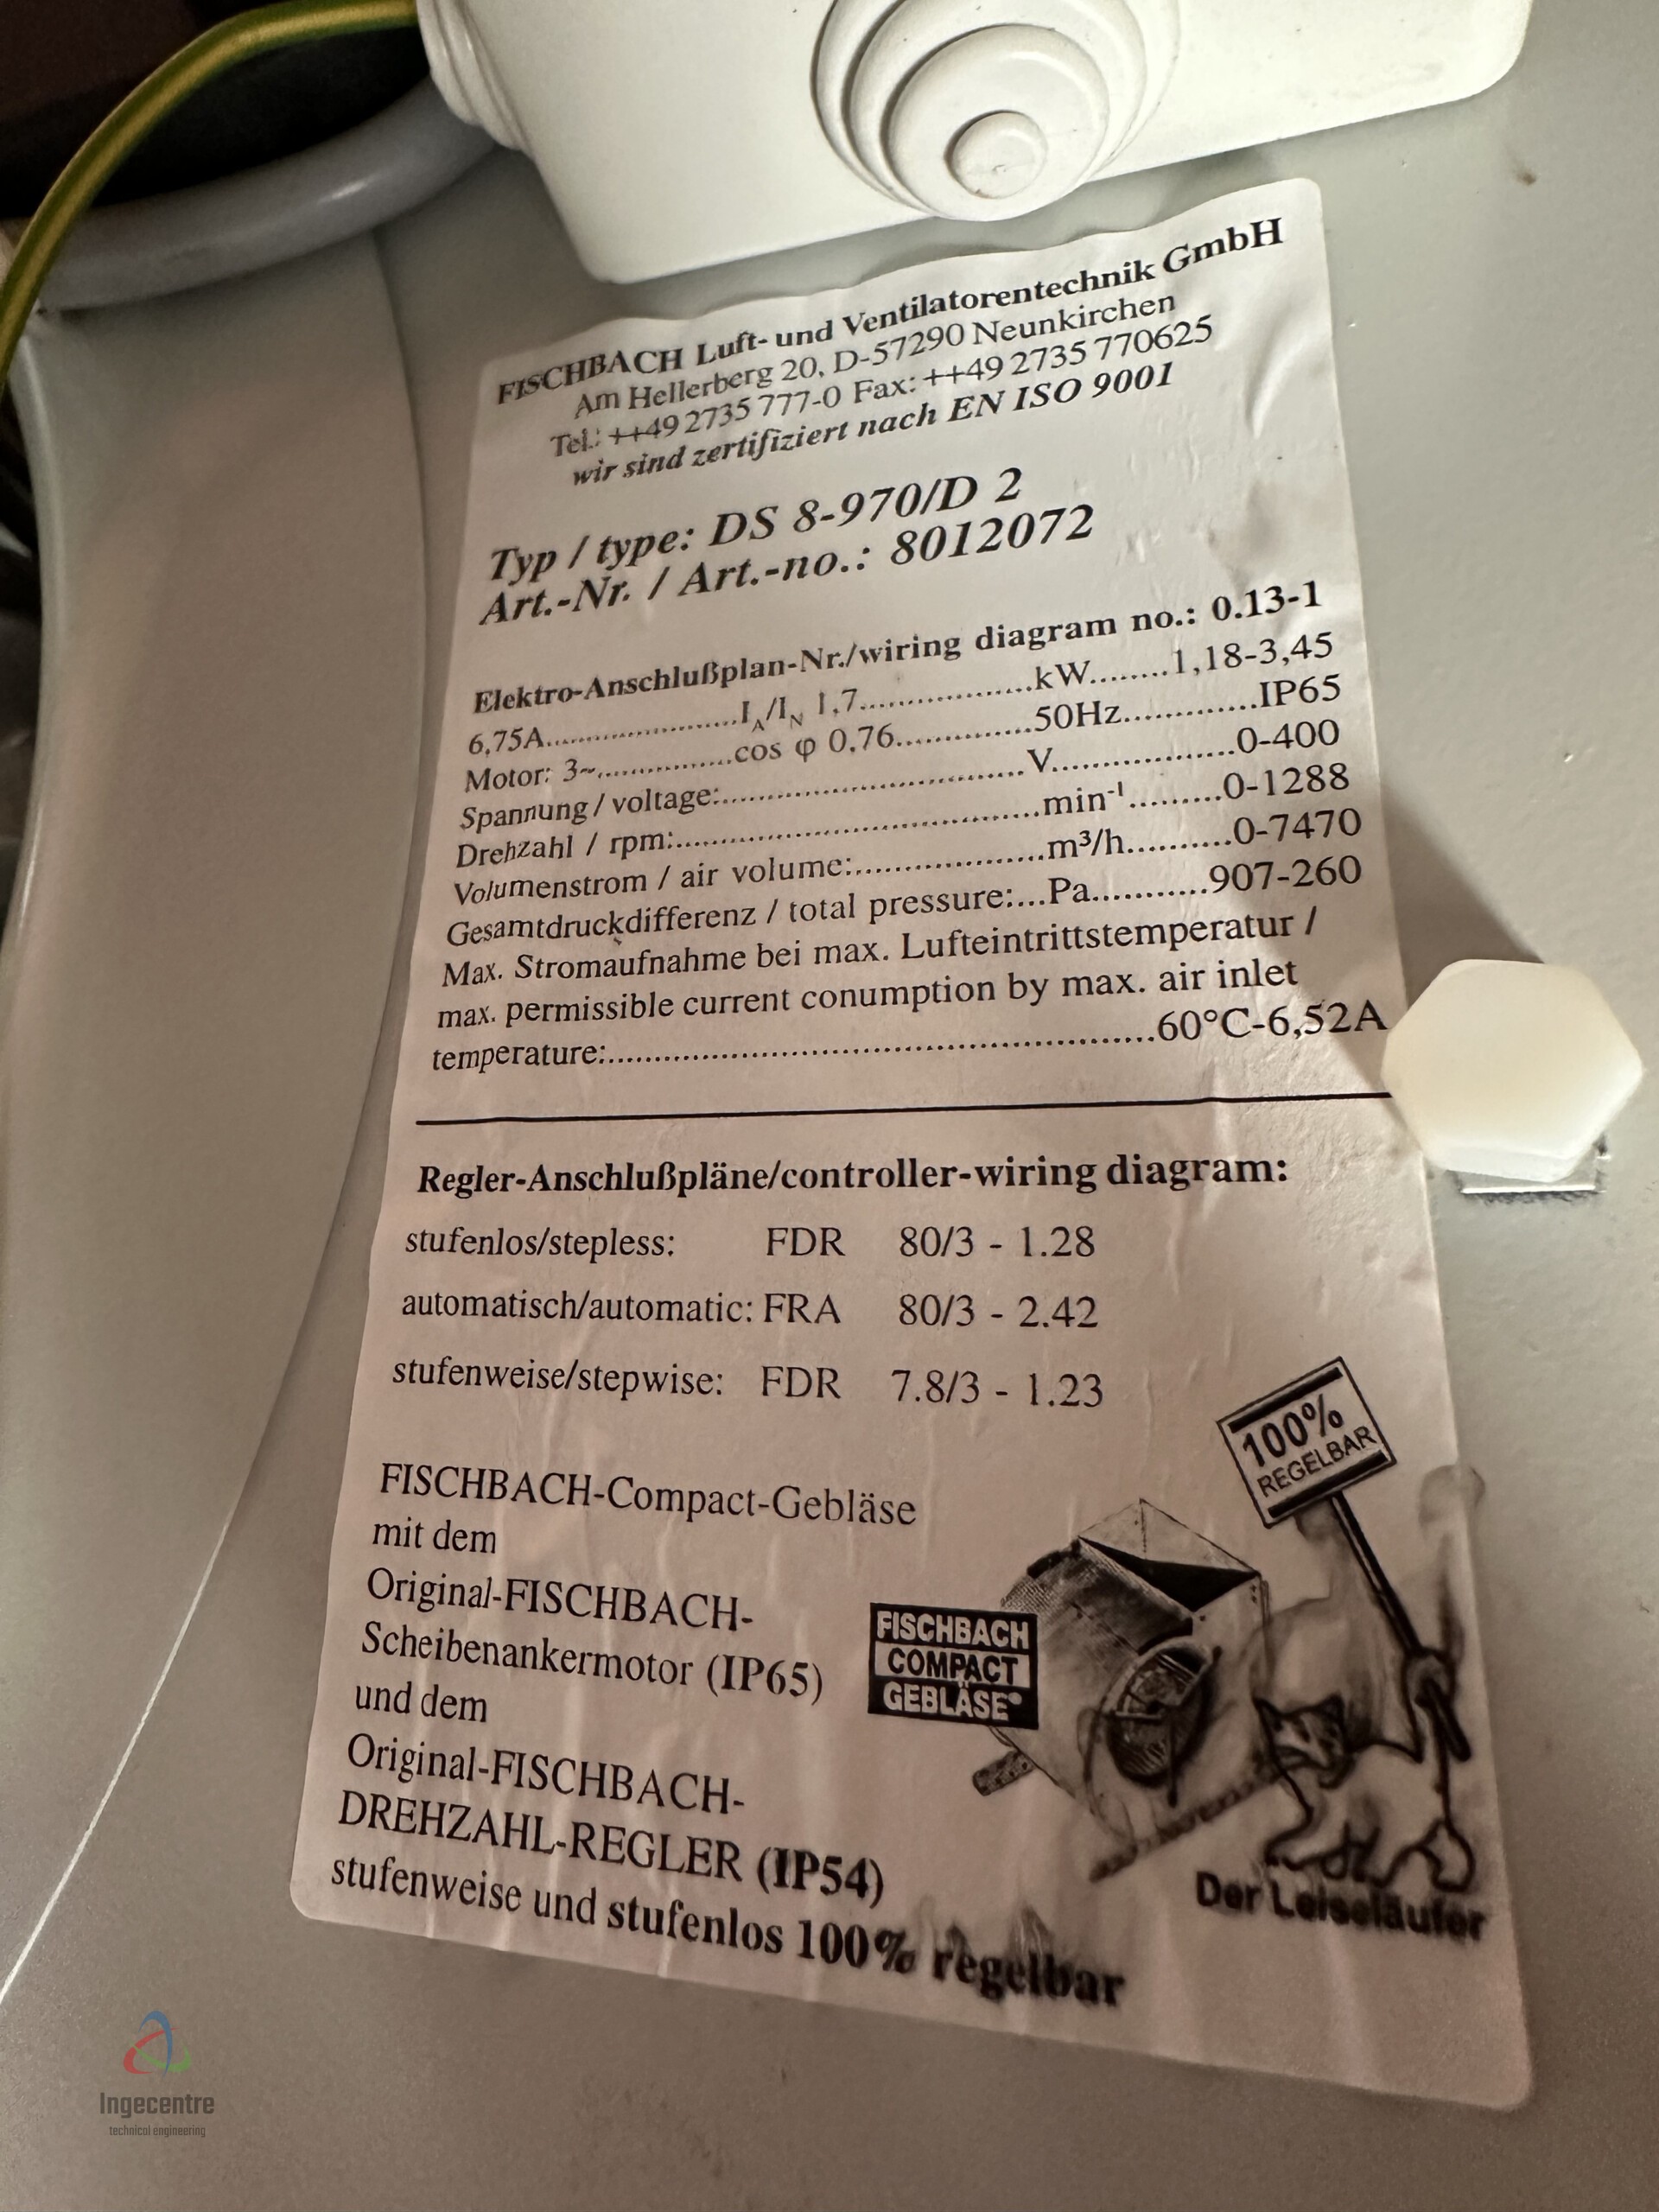 FISCHBACH Luft- und Ventilatorentechnik GmbH
Am Hellerberg 20, D-57290 Neunkirchen
Tel.: ++49 2735 777-0 Fax: ++49 2735 770625
wir sind zertifiziert nach EN ISO 9001
Typ / type: DS 8-970/D 2
Art.-Nr. / Art.-no.: 8012072
Elektro-Anschlußplan-Nr./wiring diagram no.: 0.13-1
6,75A......................IA/IN 1,7..................kW........1,18-3,45
Motor: 3~................cos φ 0,76..............50Hz..............IP65
Spannung / voltage:................................V...................0-400
Drehzahl / rpm:.....................................min⁻¹.........0-1288
Volumenstrom / air volume:...................m³/h..........0-7470
Gesamtdruckdifferenz / total pressure:...Pa...........907-260
Max. Stromaufnahme bei max. Lufteintrittstemperatur /
max. permissible current conumption by max. air inlet
temperature:.......................................................60°C-6,52A
Regler-Anschlußpläne/controller-wiring diagram:
stufenlos/stepless: FDR 80/3 - 1.28
automatisch/automatic: FRA 80/3 - 2.42
stufenweise/stepwise: FDR 7.8/3 - 1.23
FISCHBACH-Compact-Gebläse
mit dem
Original-FISCHBACH-
Scheibenankermotor (IP65)
und dem
Original-FISCHBACH-
DREHZAHL-REGLER (IP54)
stufenweise und stufenlos 100% regelbar
100%
REGELBAR
FISCHBACH
COMPACT
GEBLÄSE®
Der Leiseläufer
Ingecentre
technical engineering